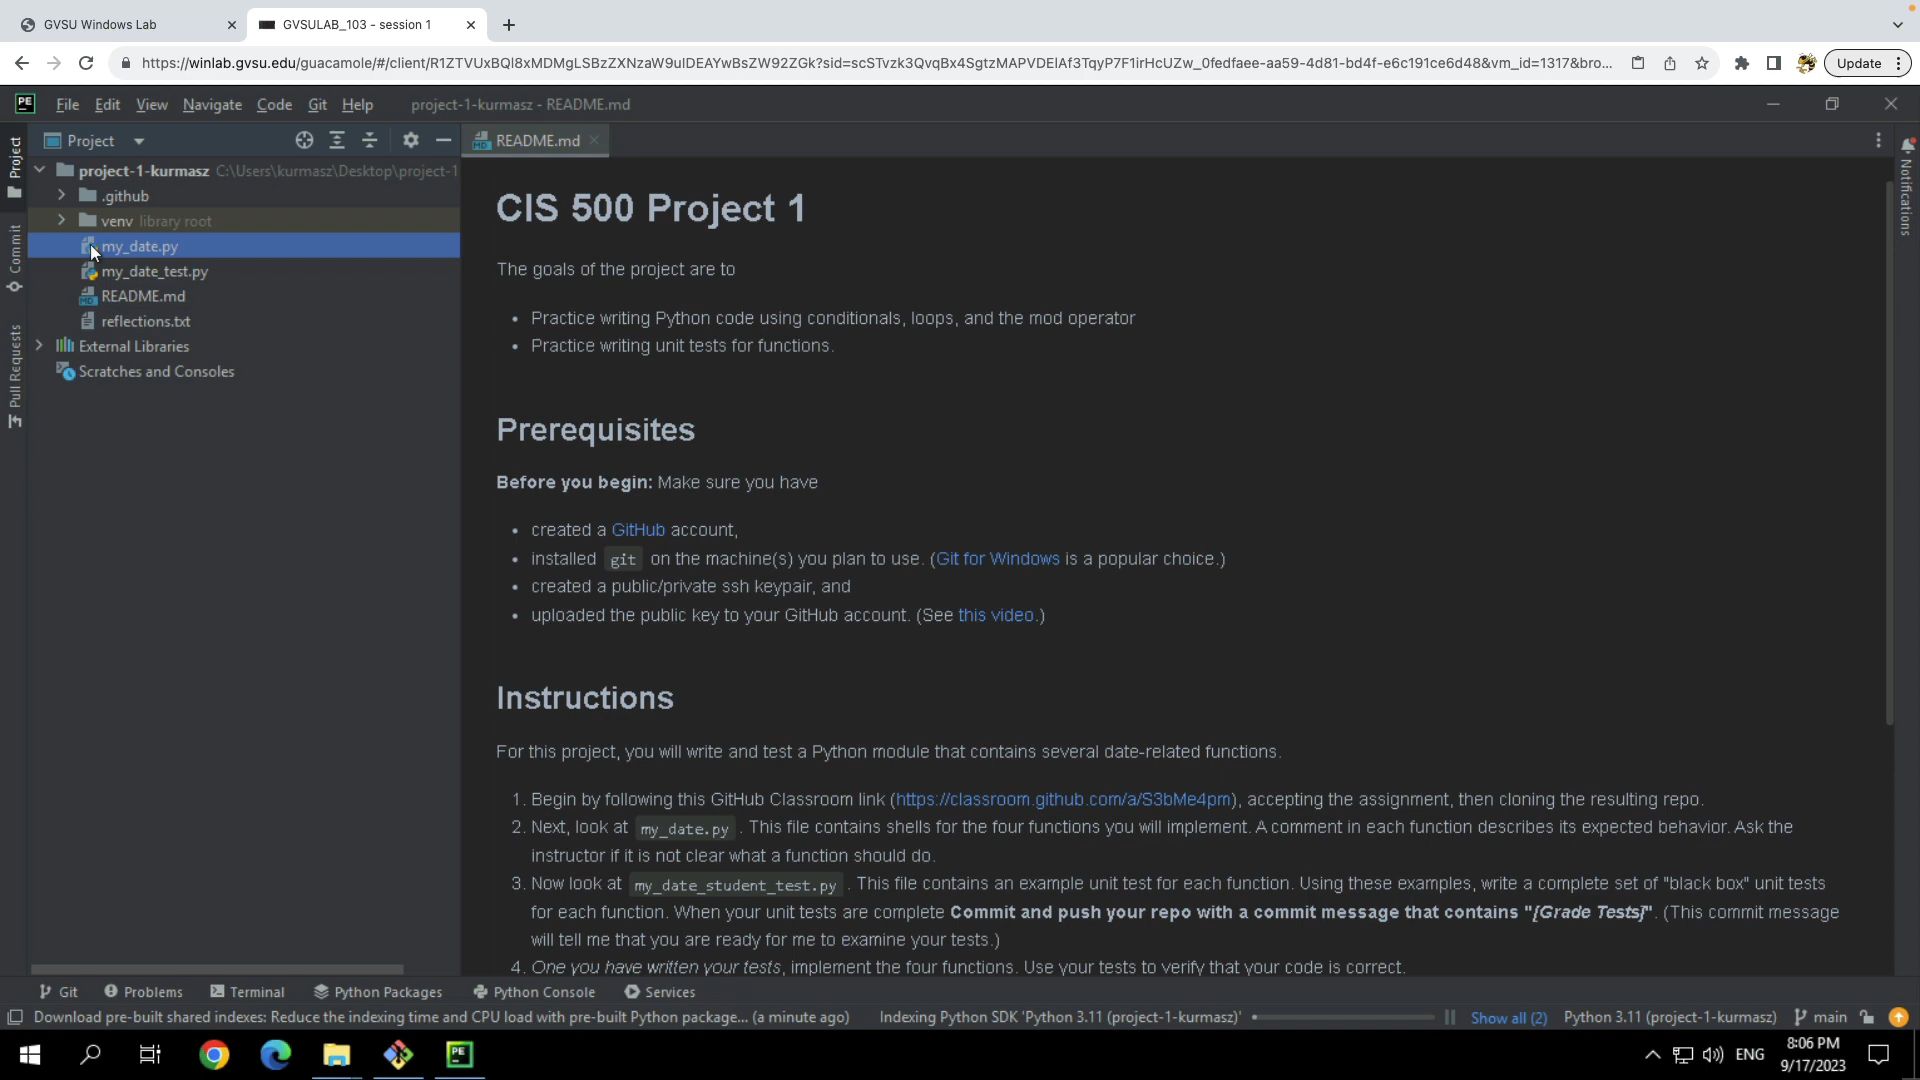 GVSU Windows Lab
GVSULAB_103 - session 1
https://winlab.gvsu.edu/guacamole/#/client/R1ZTVUxBQl8xMDMgLSBzZXNzaW9uIDEAYwBsZW92ZGk?sid=scSTvzk3QvqBx4SgtzMAPVDElAf3TqyP7F1irHcUZw_0fedfaee-aa59-4d81-bd4f-e6c191ce6d48&vm_id=1317&bro...
Update
PE
File Edit View Navigate Code Git Help project-1-kurmasz - README.md
Project
README.md
project-1-kurmasz C:\Users\kurmasz\Desktop\project-1
.github
venv library root
my_date.py
my_date_test.py
README.md
reflections.txt
External Libraries
Scratches and Consoles
Project
Commit
Pull Requests
Notifications
CIS 500 Project 1
The goals of the project are to
• Practice writing Python code using conditionals, loops, and the mod operator
• Practice writing unit tests for functions.
Prerequisites
Before you begin: Make sure you have
• created a GitHub account,
• installed git on the machine(s) you plan to use. (Git for Windows is a popular choice.)
• created a public/private ssh keypair, and
• uploaded the public key to your GitHub account. (See this video.)
Instructions
For this project, you will write and test a Python module that contains several date-related functions.
1. Begin by following this GitHub Classroom link (https://classroom.github.com/a/S3bMe4pm), accepting the assignment, then cloning the resulting repo.
2. Next, look at my_date.py . This file contains shells for the four functions you will implement. A comment in each function describes its expected behavior. Ask the
instructor if it is not clear what a function should do.
3. Now look at my_date_student_test.py . This file contains an example unit test for each function. Using these examples, write a complete set of "black box" unit tests
for each function. When your unit tests are complete Commit and push your repo with a commit message that contains "[Grade Tests]". (This commit message
will tell me that you are ready for me to examine your tests.)
4. One you have written your tests, implement the four functions. Use your tests to verify that your code is correct.
Git Problems Terminal Python Packages Python Console Services
Download pre-built shared indexes: Reduce the indexing time and CPU load with pre-built Python package... (a minute ago) Indexing Python SDK 'Python 3.11 (project-1-kurmasz)' Show all (2) Python 3.11 (project-1-kurmasz) main
PE
ENG
8:06 PM
9/17/2023